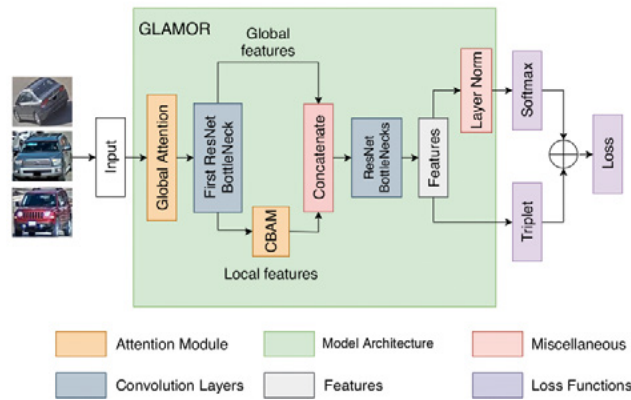 GLAMOR
Global
features
Input
Global Attention
First ResNet
BottleNeck
CBAM
Local features
Concatenate
ResNet
BottleNecks
Features
Layer Norm
Softmax
Triplet
Loss
Attention Module
Model Architecture
Miscellaneous
Convolution Layers
Features
Loss Functions